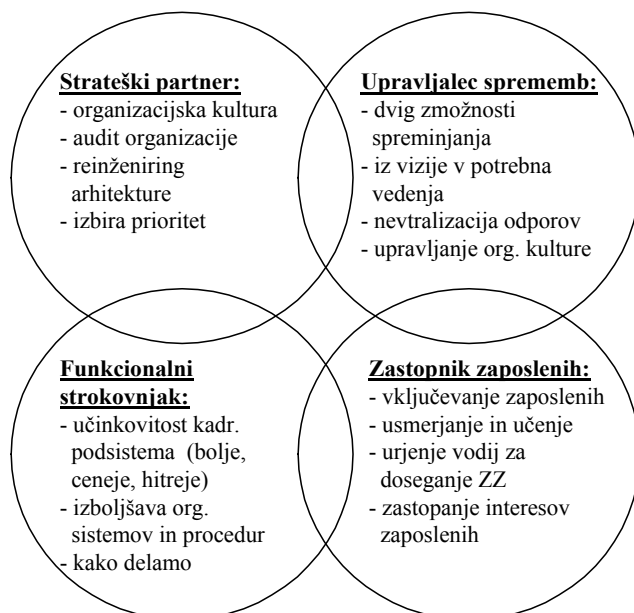 Strateški partner:
- organizacijska kultura
- audit organizacije
- reinženiring
arhitekture
- izbira prioritet
Upravljalec sprememb:
- dvig zmožnosti
spreminjanja
- iz vizije v potrebna
vedenja
- nevtralizacija odporov
- upravljanje org. kulture
Funkcionalni
strokovnjak:
- učinkovitost kadr.
podsistema (bolje,
ceneje, hitreje)
- izboljšava org.
sistemov in procedur
- kako delamo
Zastopnik zaposlenih:
- vključevanje zaposlenih
- usmerjanje in učenje
- urjenje vodij za
doseganje ZZ
- zastopanje interesov
zaposlenih